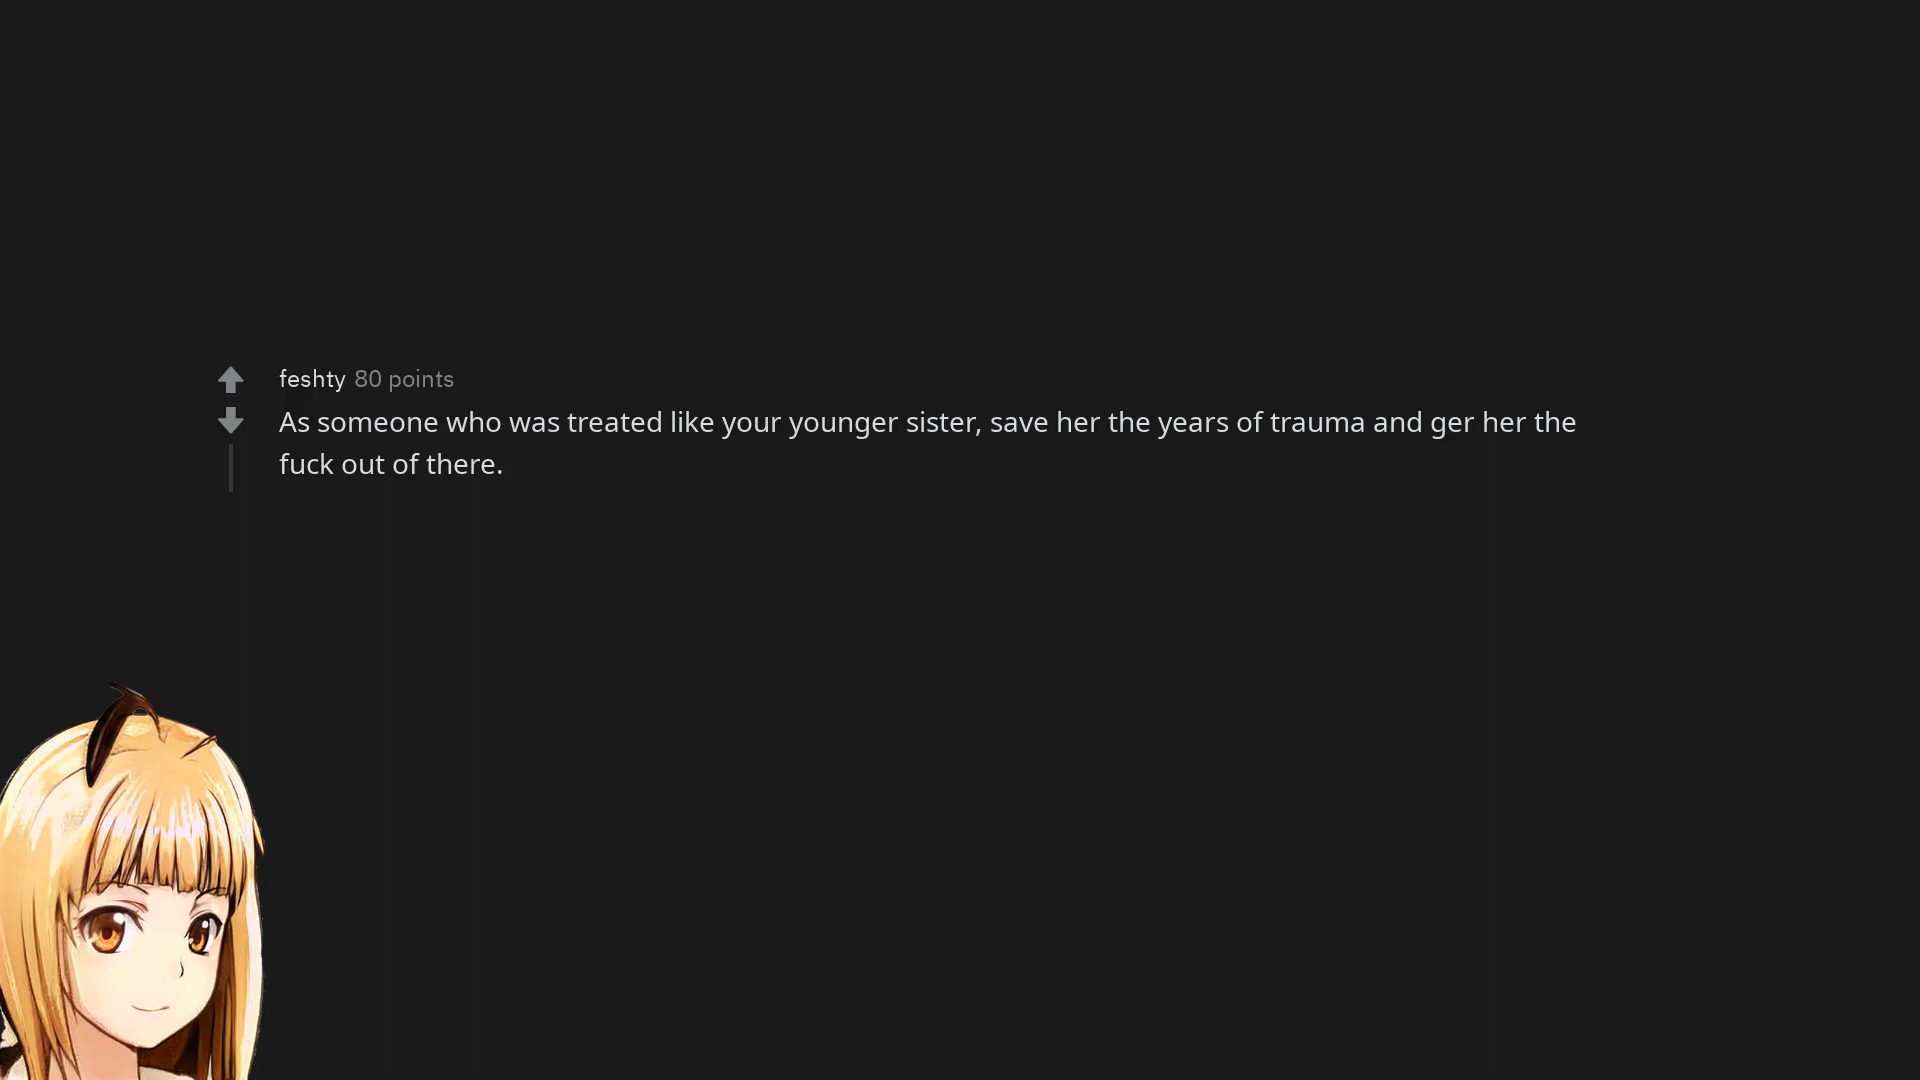 feshty 80 points
As someone who was treated like your younger sister, save her the years of trauma and ger her the
fuck out of there.